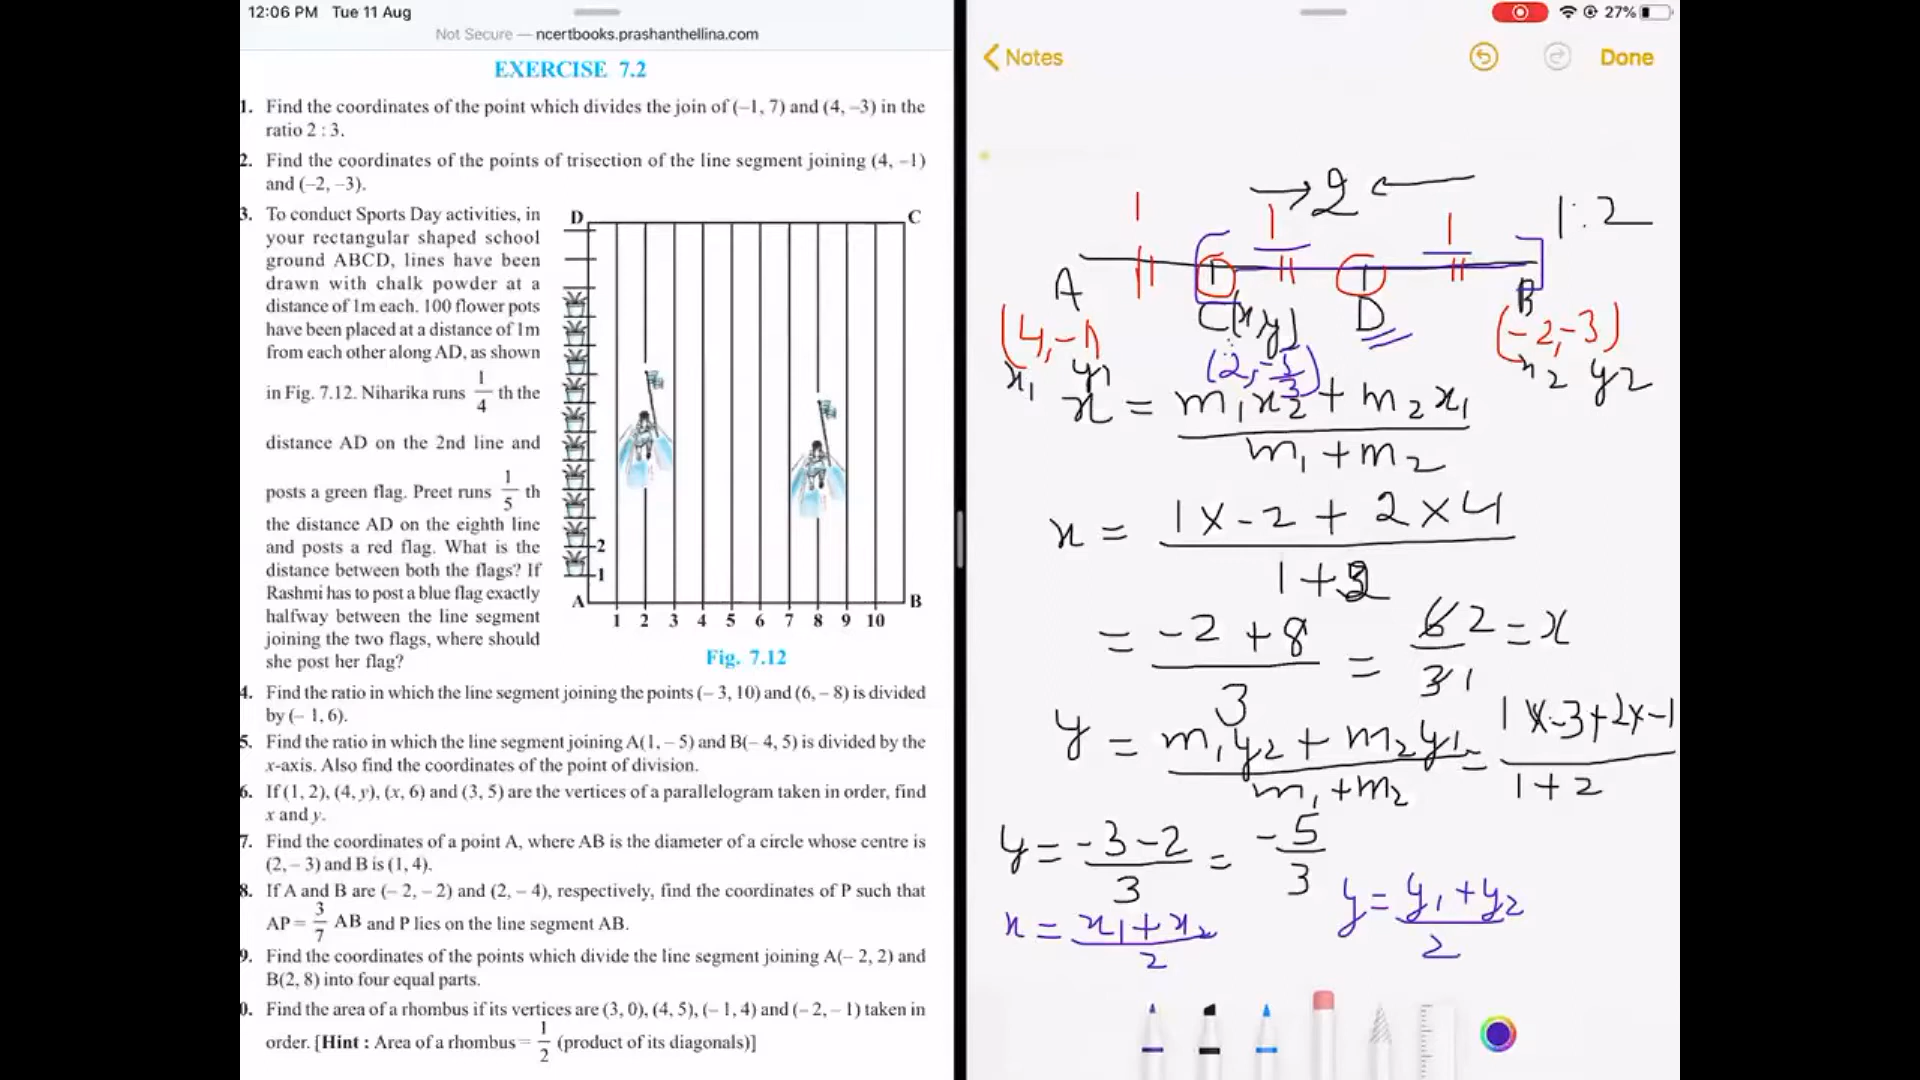 12:06 PM Tue 11 Aug
Not Secure — ncertbooks.prashanthellina.com
EXERCISE 7.2
1. Find the coordinates of the point which divides the join of (–1, 7) and (4, –3) in the
ratio 2 : 3.
2. Find the coordinates of the points of trisection of the line segment joining (4, –1)
and (–2, –3).
3. To conduct Sports Day activities, in
your rectangular shaped school
ground ABCD, lines have been
drawn with chalk powder at a
distance of 1m each. 100 flower pots
have been placed at a distance of 1m
from each other along AD, as shown
in Fig. 7.12. Niharika runs 1/4 th the
distance AD on the 2nd line and
posts a green flag. Preet runs 1/5 th
the distance AD on the eighth line
and posts a red flag. What is the
distance between both the flags? If
Rashmi has to post a blue flag exactly
halfway between the line segment
joining the two flags, where should
she post her flag?
D C
2
1
A B
1 2 3 4 5 6 7 8 9 10
Fig. 7.12
4. Find the ratio in which the line segment joining the points (– 3, 10) and (6, – 8) is divided
by (– 1, 6).
5. Find the ratio in which the line segment joining A(1, – 5) and B(– 4, 5) is divided by the
x-axis. Also find the coordinates of the point of division.
6. If (1, 2), (4, y), (x, 6) and (3, 5) are the vertices of a parallelogram taken in order, find
x and y.
7. Find the coordinates of a point A, where AB is the diameter of a circle whose centre is
(2, – 3) and B is (1, 4).
8. If A and B are (– 2, – 2) and (2, – 4), respectively, find the coordinates of P such that
AP = 3/7 AB and P lies on the line segment AB.
9. Find the coordinates of the points which divide the line segment joining A(– 2, 2) and
B(2, 8) into four equal parts.
0. Find the area of a rhombus if its vertices are (3, 0), (4, 5), (– 1, 4) and (– 2, – 1) taken in
order. [Hint : Area of a rhombus = 1/2 (product of its diagonals)]
27%
Notes Done
→ 2 ←
1 1 1 1:2
A C(x,y) D B
(4,-1) (2,-5/3) (-2,-3)
x1 y1 x2 y2
x = (m1x2 + m2x1)/(m1 + m2)
x = (1x-2 + 2x4)/(1+2)
= (-2+8)/3 = 6/3 2/1 = x
y = (m1y2 + m2y1)/(m1+m2) = (1x-3+2x-1)/(1+2)
y = (-3-2)/3 = -5/3
x = (x1+x2)/2 y = (y1+y2)/2